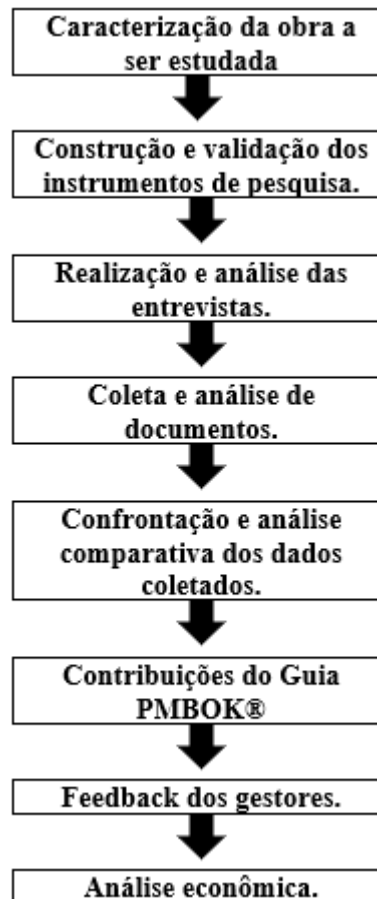 Caracterização da obra a
ser estudada
Construção e validação dos
instrumentos de pesquisa.
Realização e análise das
entrevistas.
Coleta e análise de
documentos.
Confrontação e análise
comparativa dos dados
coletados.
Contribuições do Guia
PMBOK®
Feedback dos gestores.
Análise econômica.